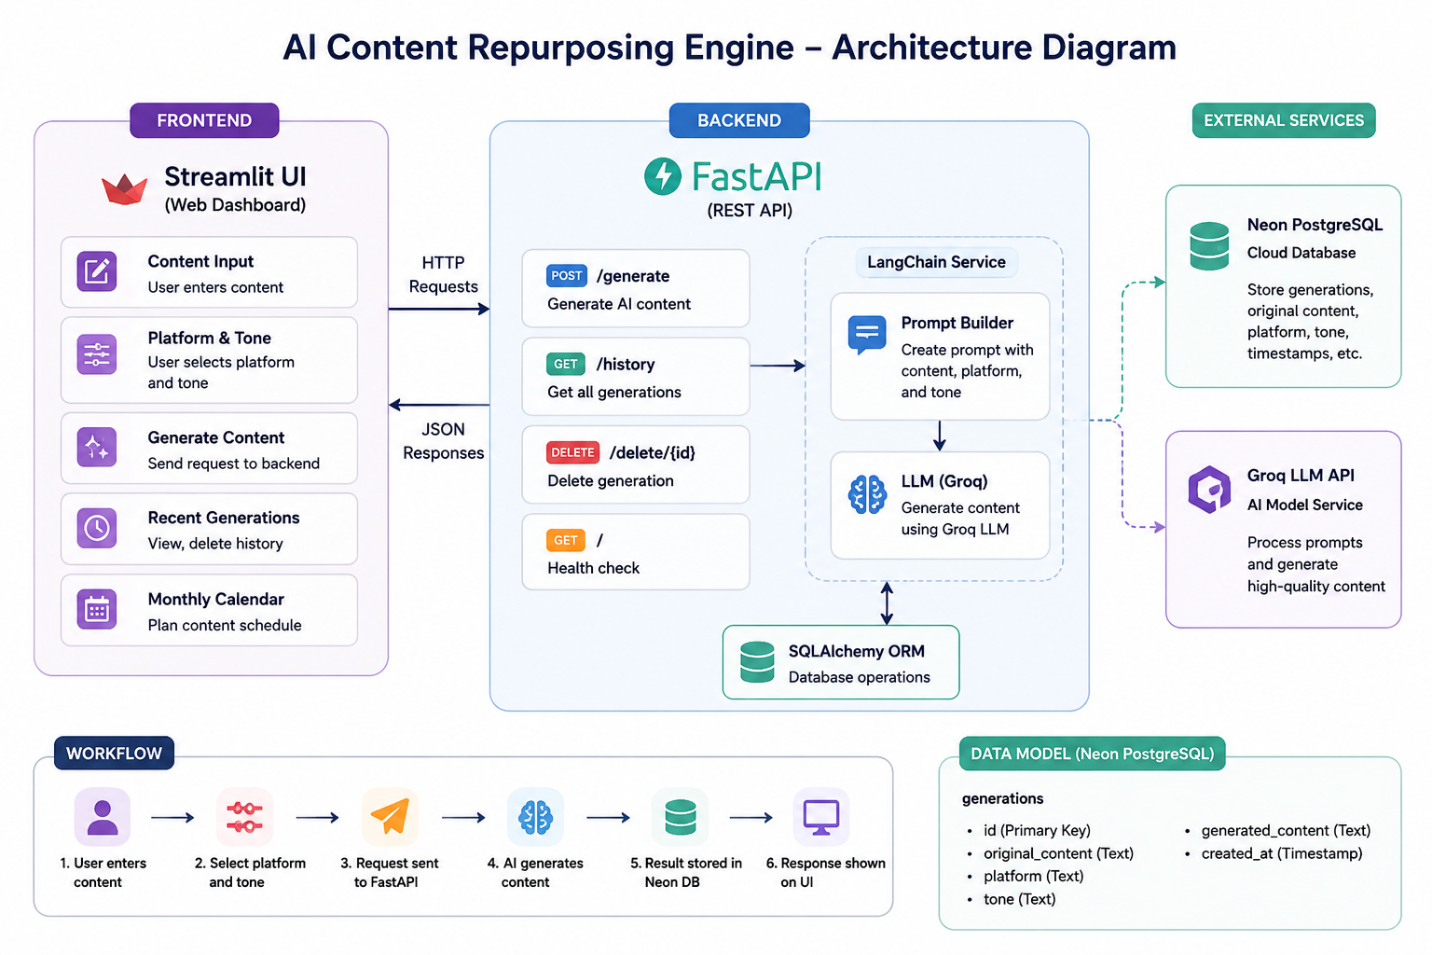 AI Content Repurposing Engine – Architecture Diagram
FRONTEND
Streamlit UI
(Web Dashboard)
Content Input
User enters content
Platform & Tone
User selects platform
and tone
Generate Content
Send request to backend
Recent Generations
View, delete history
Monthly Calendar
Plan content schedule
HTTP
Requests
JSON
Responses
BACKEND
FastAPI
(REST API)
POST /generate
Generate AI content
GET /history
Get all generations
DELETE /delete/{id}
Delete generation
GET /
Health check
LangChain Service
Prompt Builder
Create prompt with
content, platform,
and tone
LLM (Groq)
Generate content
using Groq LLM
SQLAlchemy ORM
Database operations
EXTERNAL SERVICES
Neon PostgreSQL
Cloud Database
Store generations,
original content,
platform, tone,
timestamps, etc.
Groq LLM API
AI Model Service
Process prompts
and generate
high-quality content
WORKFLOW
1. User enters
content
2. Select platform
and tone
3. Request sent
to FastAPI
4. AI generates
content
5. Result stored in
Neon DB
6. Response shown
on UI
DATA MODEL (Neon PostgreSQL)
generations
• id (Primary Key)
• original_content (Text)
• platform (Text)
• tone (Text)
• generated_content (Text)
• created_at (Timestamp)